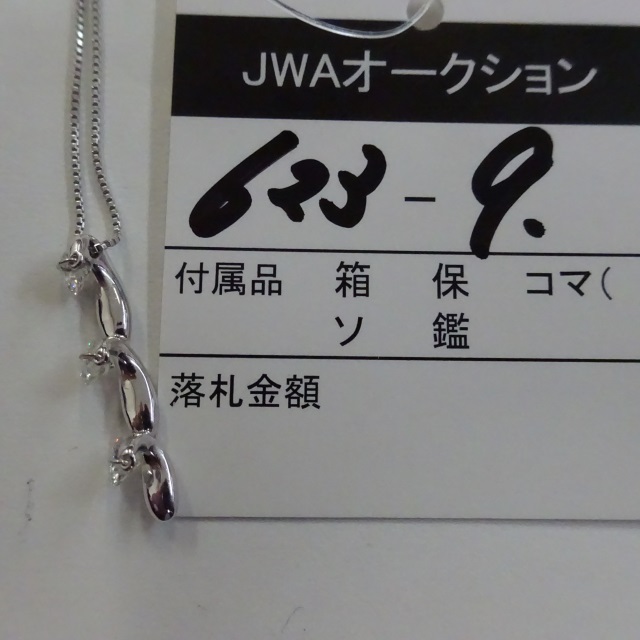 JWAオークション
623-9.
付属品 箱 保 コマ(
ソ 鑑
落札金額